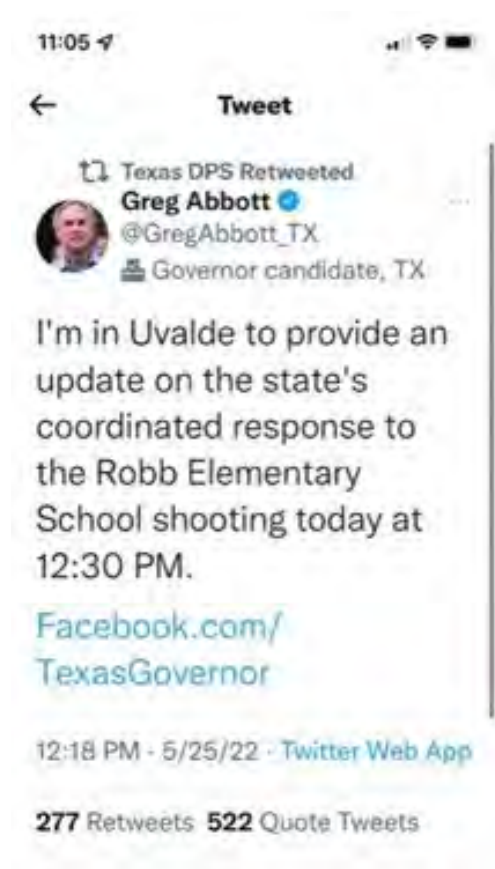 11:05
Tweet
Texas DPS Retweeted
Greg Abbott
@GregAbbott_TX
Governor candidate, TX
I'm in Uvalde to provide an
update on the state's
coordinated response to
the Robb Elementary
School shooting today at
12:30 PM.
Facebook.com/
TexasGovernor
12:18 PM · 5/25/22 · Twitter Web App
277 Retweets 522 Quote Tweets